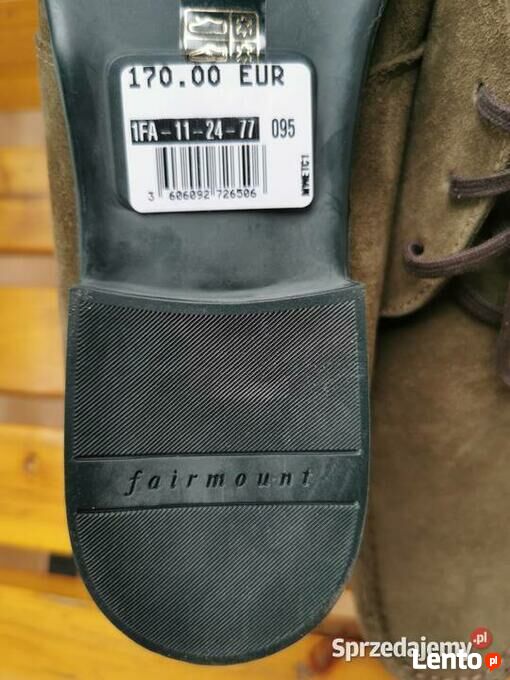 170.00 EUR
1FA-11-24-77 095
3 606092 726506
fairmount
Sprzedajemy.pl
Lento.pl